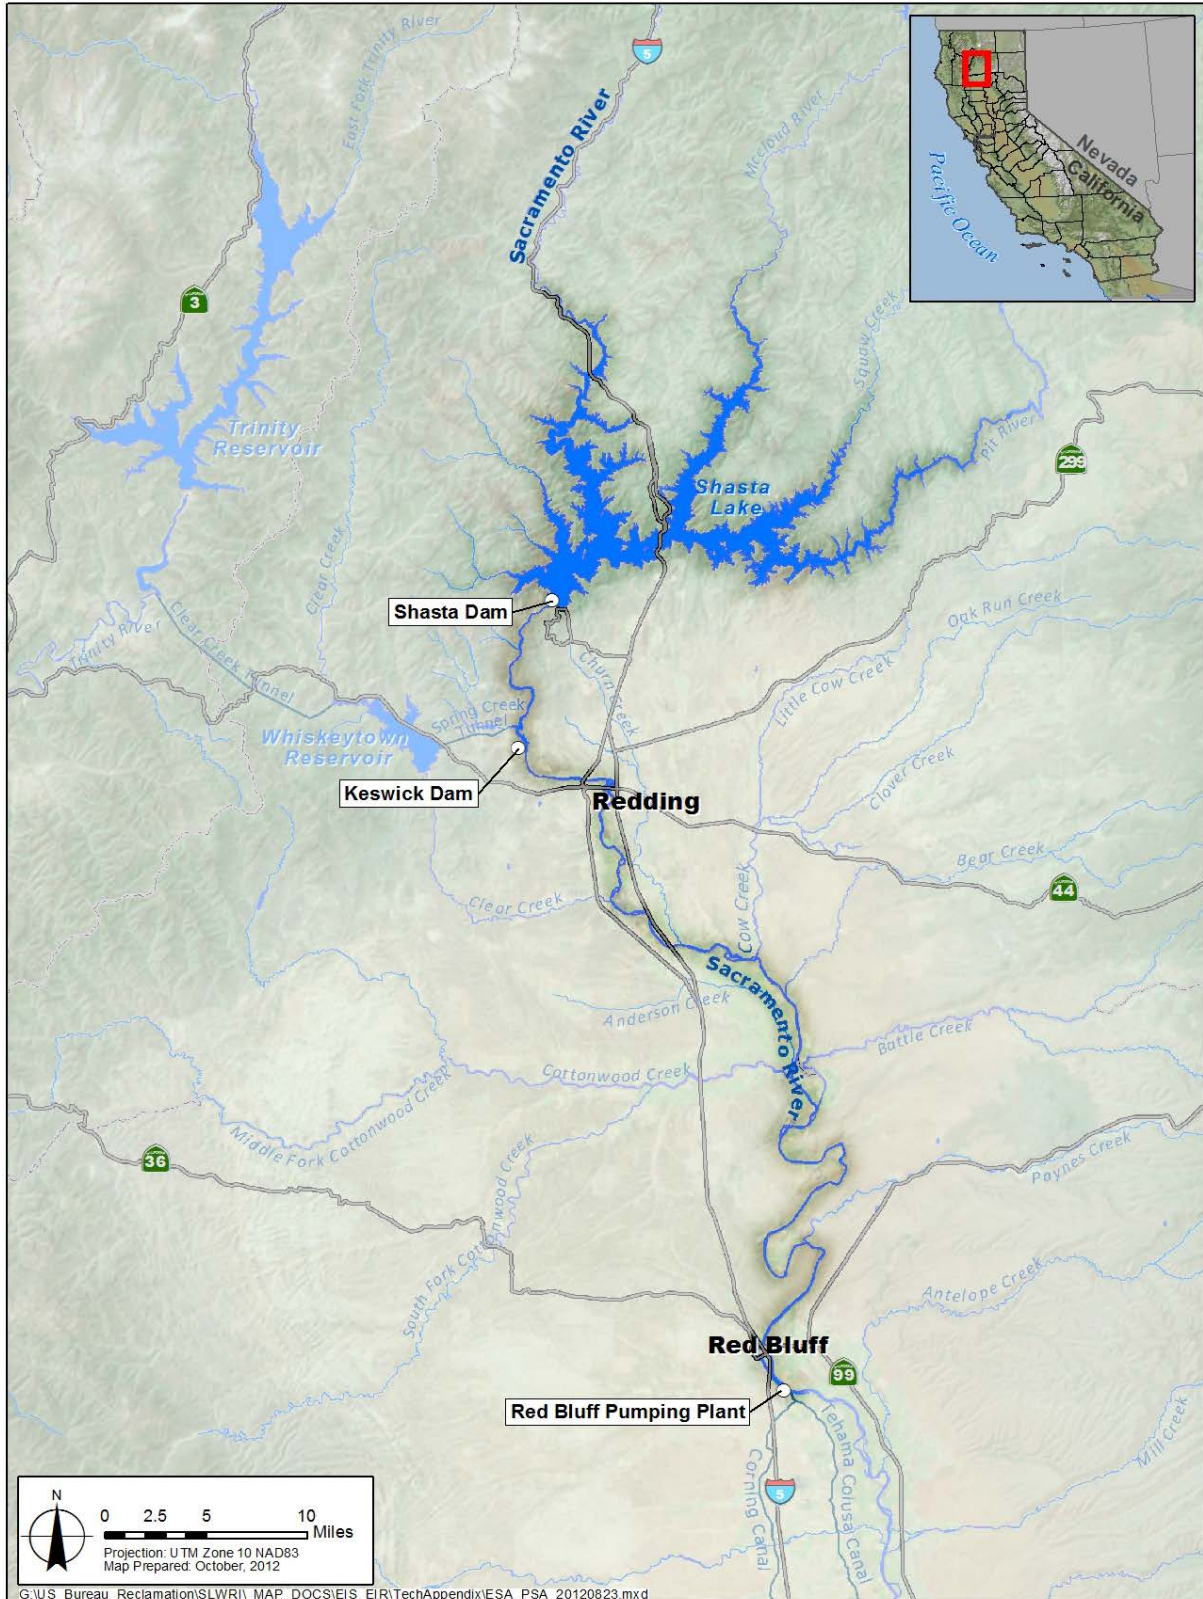 East Fork Trinity River
5
Sacramento River
Mccloud River
Nevada
California
Pacific Ocean
3
Squaw Creek
Trinity
Reservoir
Pit River
299
Shasta
Lake
Clear Creek
Shasta Dam
Oak Run Creek
Trinity River
Clear Creek Tunnel
Churn Creek
Little Cow Creek
Spring Creek
Tunnel
Whiskeytown
Reservoir
Keswick Dam
Redding
Clover Creek
Bear Creek
44
Clear Creek
Cow Creek
Sacramento River
Anderson Creek
Battle Creek
Cottonwood Creek
Middle Fork Cottonwood Creek
36
Paynes Creek
South Fork Cottonwood Creek
Antelope Creek
Red Bluff
99
Red Bluff Pumping Plant
Tehama Colusa Canal
Mill Creek
Corning Canal
5
N
0 2.5 5 10
Miles
Projection: UTM Zone 10 NAD83
Map Prepared: October, 2012
G:\US_Bureau_Reclamation\SLWRI\_MAP_DOCS\EIS_EIR\TechAppendix\ESA_PSA_20120823.mxd